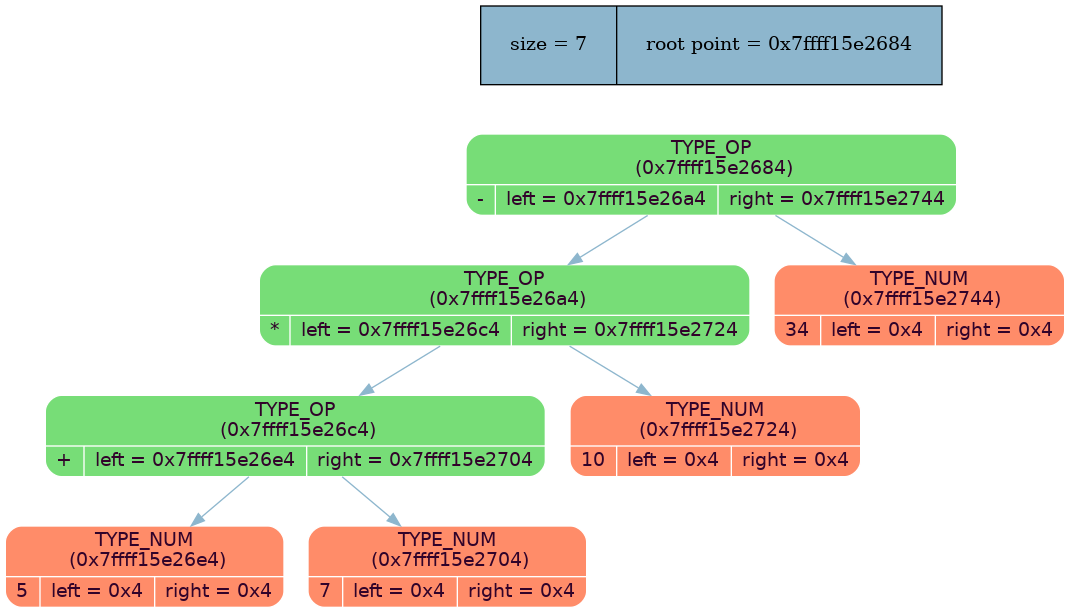 size = 7 root point = 0x7ffff15e2684
TYPE_OP
(0x7ffff15e2684)
- left = 0x7ffff15e26a4 right = 0x7ffff15e2744
TYPE_OP
(0x7ffff15e26a4)
* left = 0x7ffff15e26c4 right = 0x7ffff15e2724
TYPE_NUM
(0x7ffff15e2744)
34 left = 0x4 right = 0x4
TYPE_OP
(0x7ffff15e26c4)
+ left = 0x7ffff15e26e4 right = 0x7ffff15e2704
TYPE_NUM
(0x7ffff15e2724)
10 left = 0x4 right = 0x4
TYPE_NUM
(0x7ffff15e26e4)
5 left = 0x4 right = 0x4
TYPE_NUM
(0x7ffff15e2704)
7 left = 0x4 right = 0x4